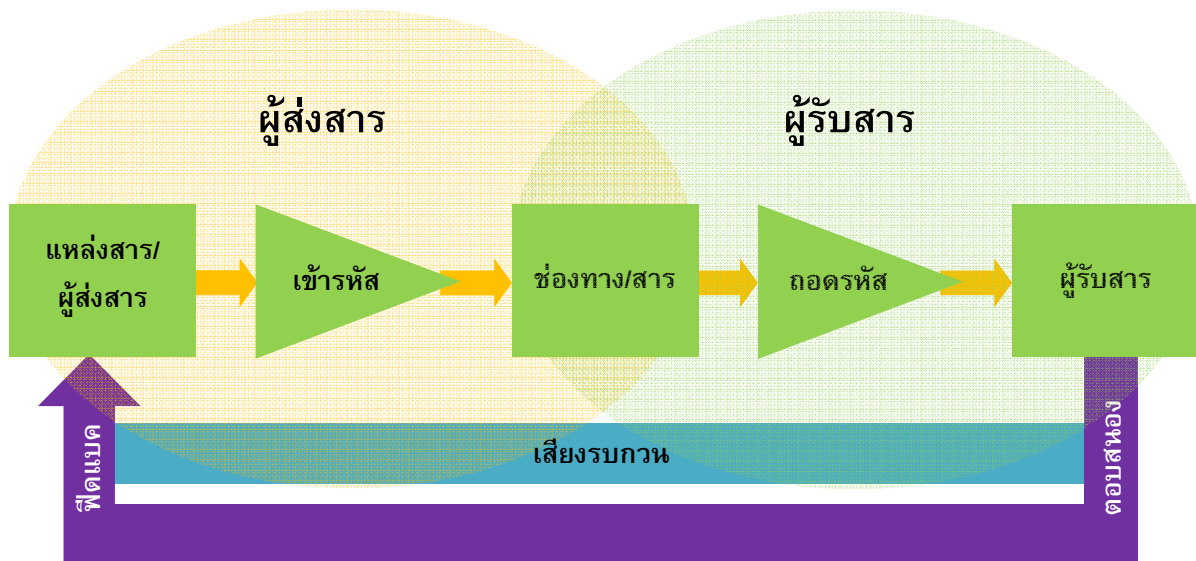 ผู้ส่งสาร
ผู้รับสาร
แหล่งสาร/
ผู้ส่งสาร
เข้ารหัส
ช่องทาง/สาร
ถอดรหัส
ผู้รับสาร
เสียงรบกวน
ฟีดแบค
ตอบสนอง